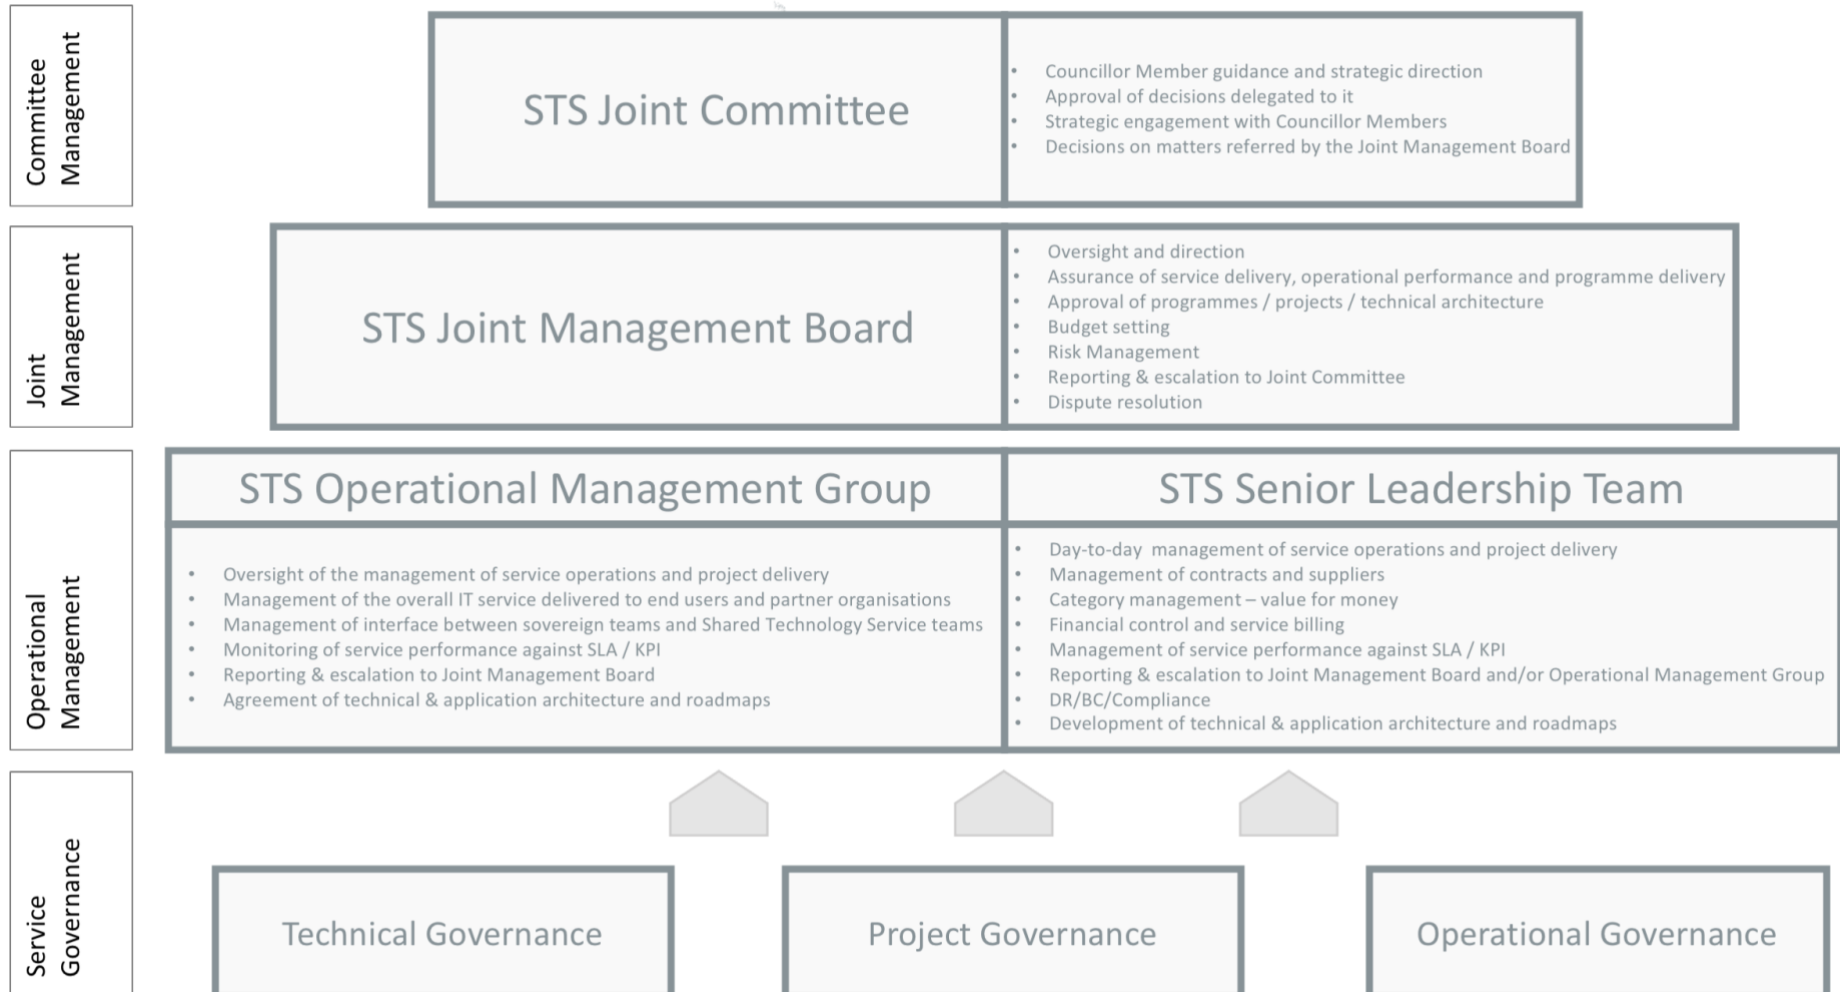 Committee
Management
STS Joint Committee
• Councillor Member guidance and strategic direction
• Approval of decisions delegated to it
• Strategic engagement with Councillor Members
• Decisions on matters referred by the Joint Management Board
Joint
Management
STS Joint Management Board
• Oversight and direction
• Assurance of service delivery, operational performance and programme delivery
• Approval of programmes / projects / technical architecture
• Budget setting
• Risk Management
• Reporting & escalation to Joint Committee
• Dispute resolution
Operational
Management
STS Operational Management Group
• Oversight of the management of service operations and project delivery
• Management of the overall IT service delivered to end users and partner organisations
• Management of interface between sovereign teams and Shared Technology Service teams
• Monitoring of service performance against SLA / KPI
• Reporting & escalation to Joint Management Board
• Agreement of technical & application architecture and roadmaps
STS Senior Leadership Team
• Day-to-day management of service operations and project delivery
• Management of contracts and suppliers
• Category management – value for money
• Financial control and service billing
• Management of service performance against SLA / KPI
• Reporting & escalation to Joint Management Board and/or Operational Management Group
• DR/BC/Compliance
• Development of technical & application architecture and roadmaps
Service
Governance
Technical Governance
Project Governance
Operational Governance